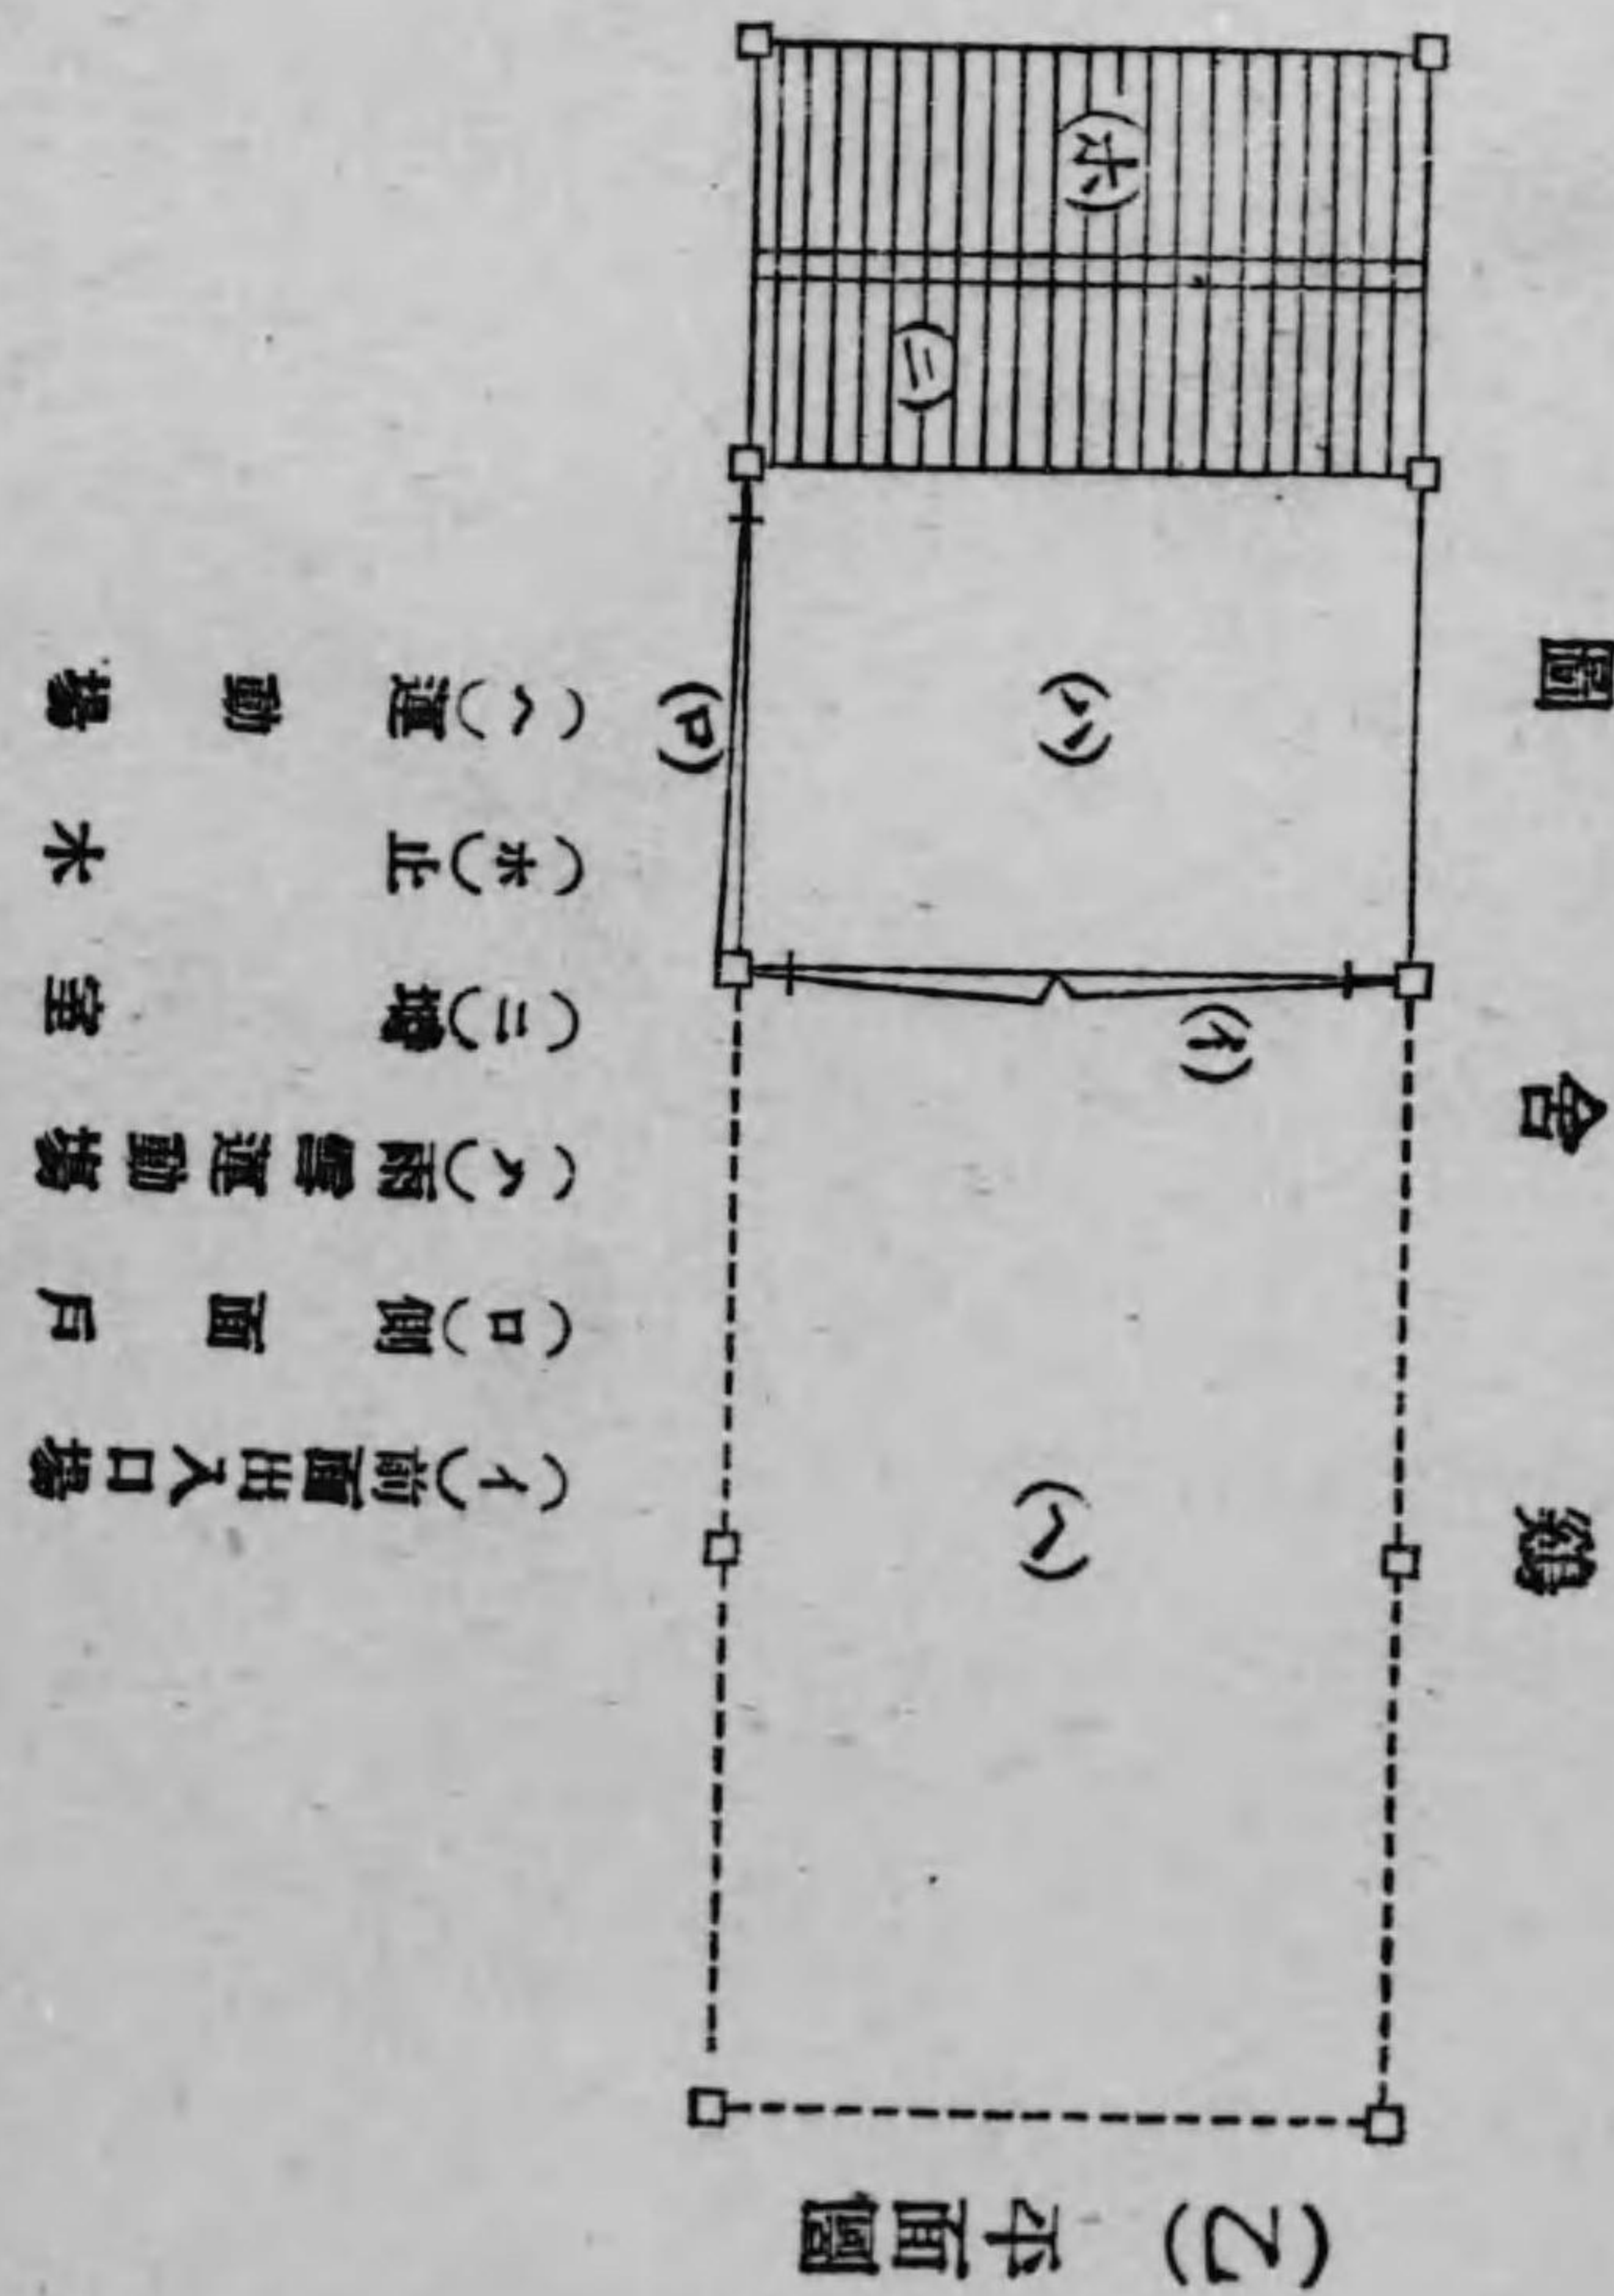 鷄舍圖
(乙) 平面圖
(ヘ)
(イ)
(ハ)
(ロ)
(ホ)
(ニ)
(イ)前面出入口場
(ロ)側面戸
(ハ)雨雪運動場
(ニ)塒室
(ホ)止木
(ヘ)運動場